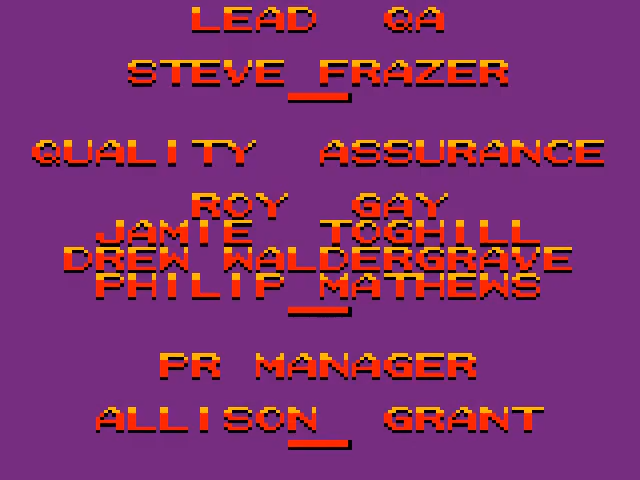 LEAD QA
STEVE FRAZER
QUALITY ASSURANCE
ROY GAY
JAMIE TOGHILL
DREW WALDERGRAVE
PHILIP MATHEWS
PR MANAGER
ALLISON GRANT